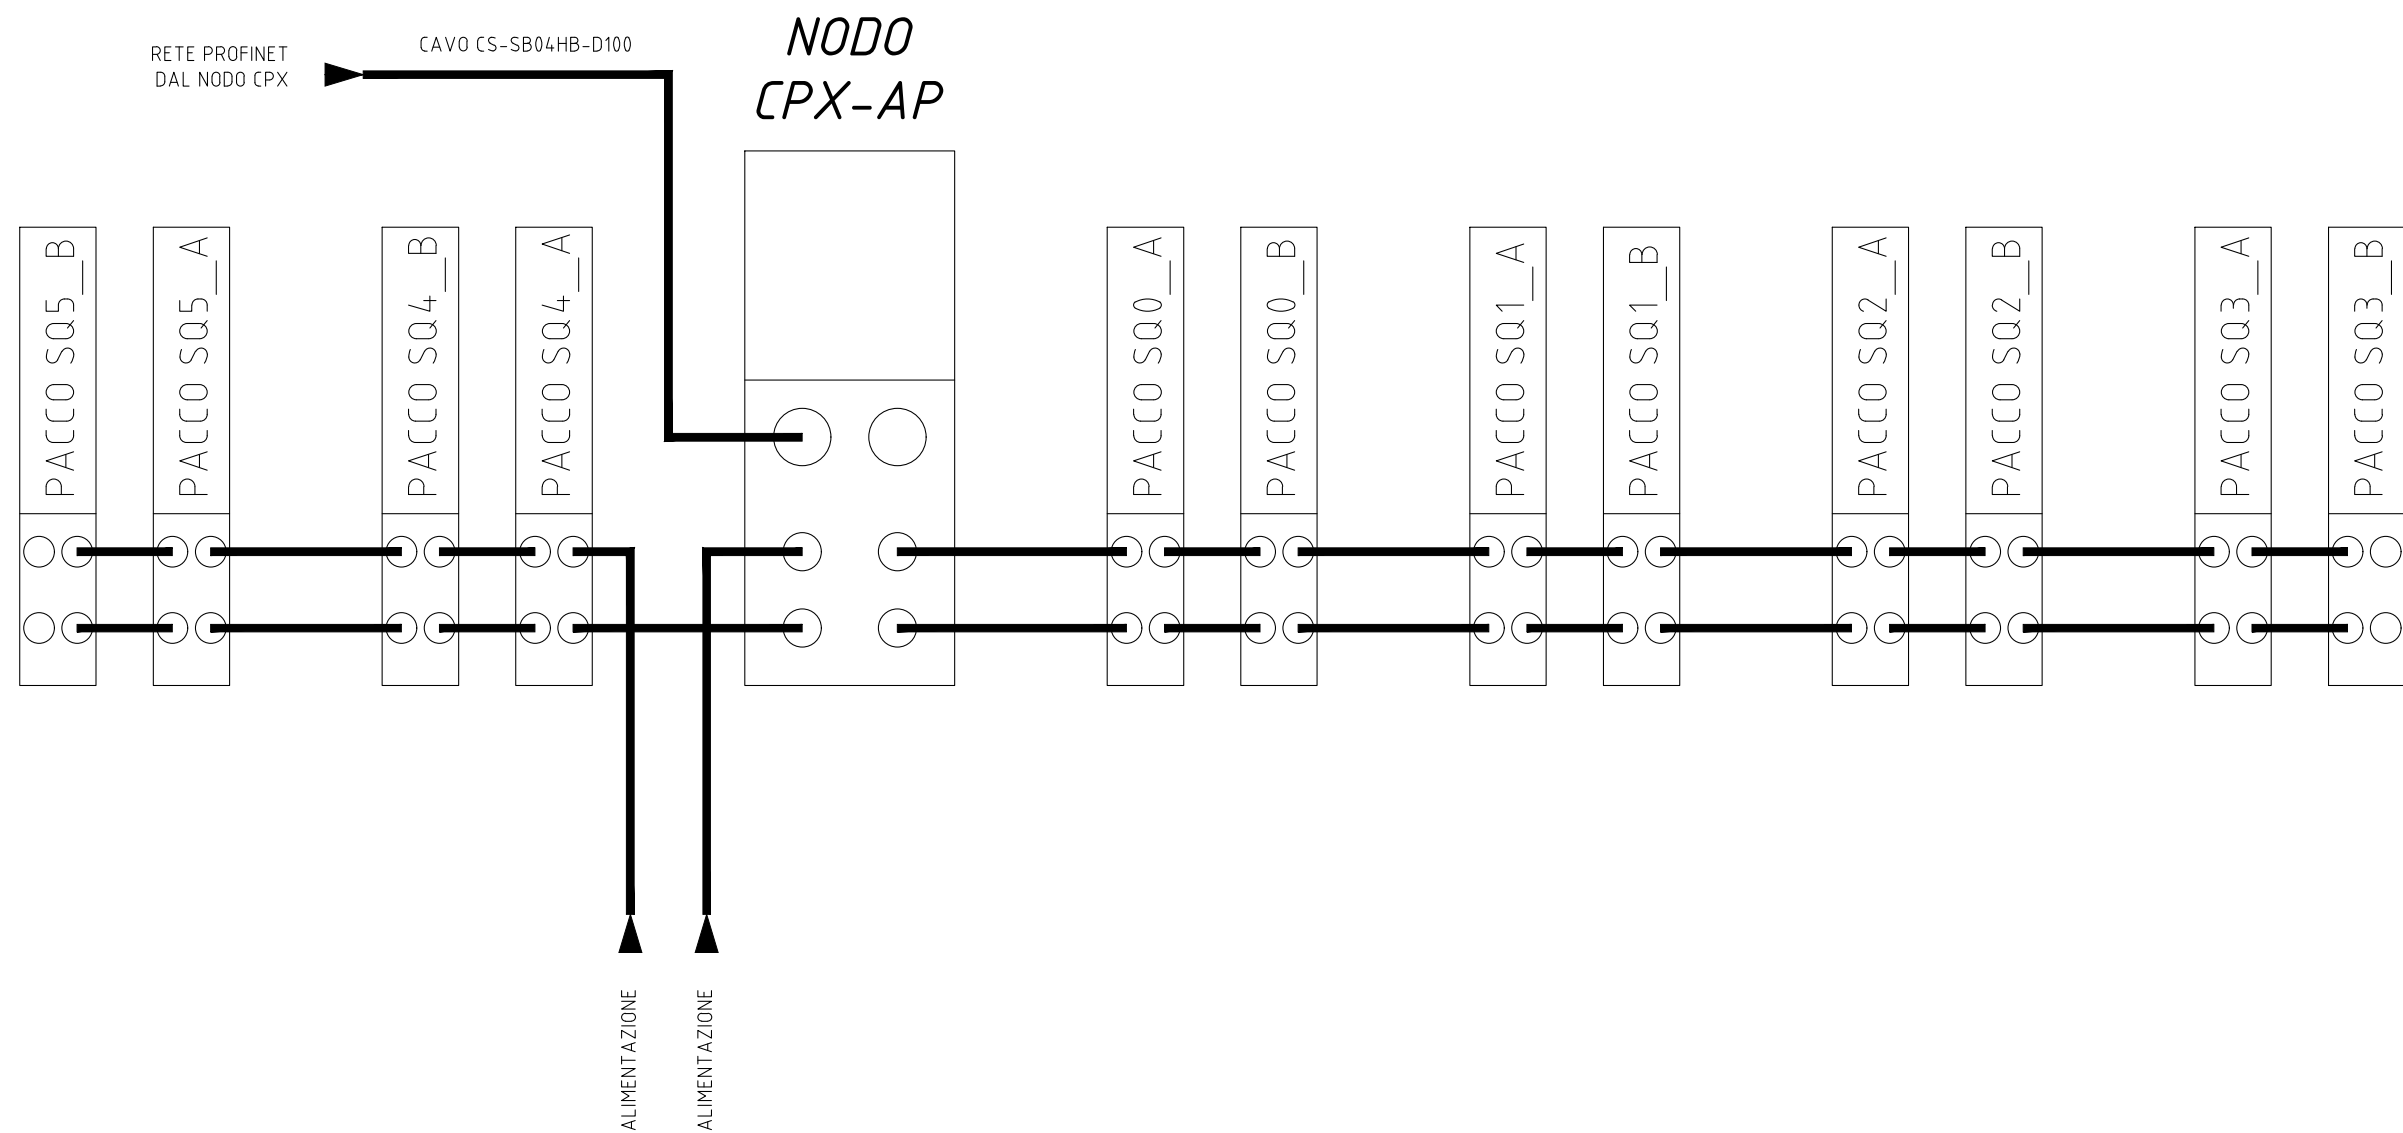 NODO
CPX-AP
CAVO CS-SB04HB-D100
RETE PROFINET
DAL NODO CPX
PACCO SQ5_B
PACCO SQ5_A
PACCO SQ4_B
PACCO SQ4_A
PACCO SQ0_A
PACCO SQ0_B
PACCO SQ1_A
PACCO SQ1_B
PACCO SQ2_A
PACCO SQ2_B
PACCO SQ3_A
PACCO SQ3_B
ALIMENTAZIONE
ALIMENTAZIONE